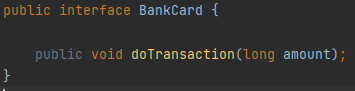 public interface BankCard {
public void doTransaction(long amount);
}